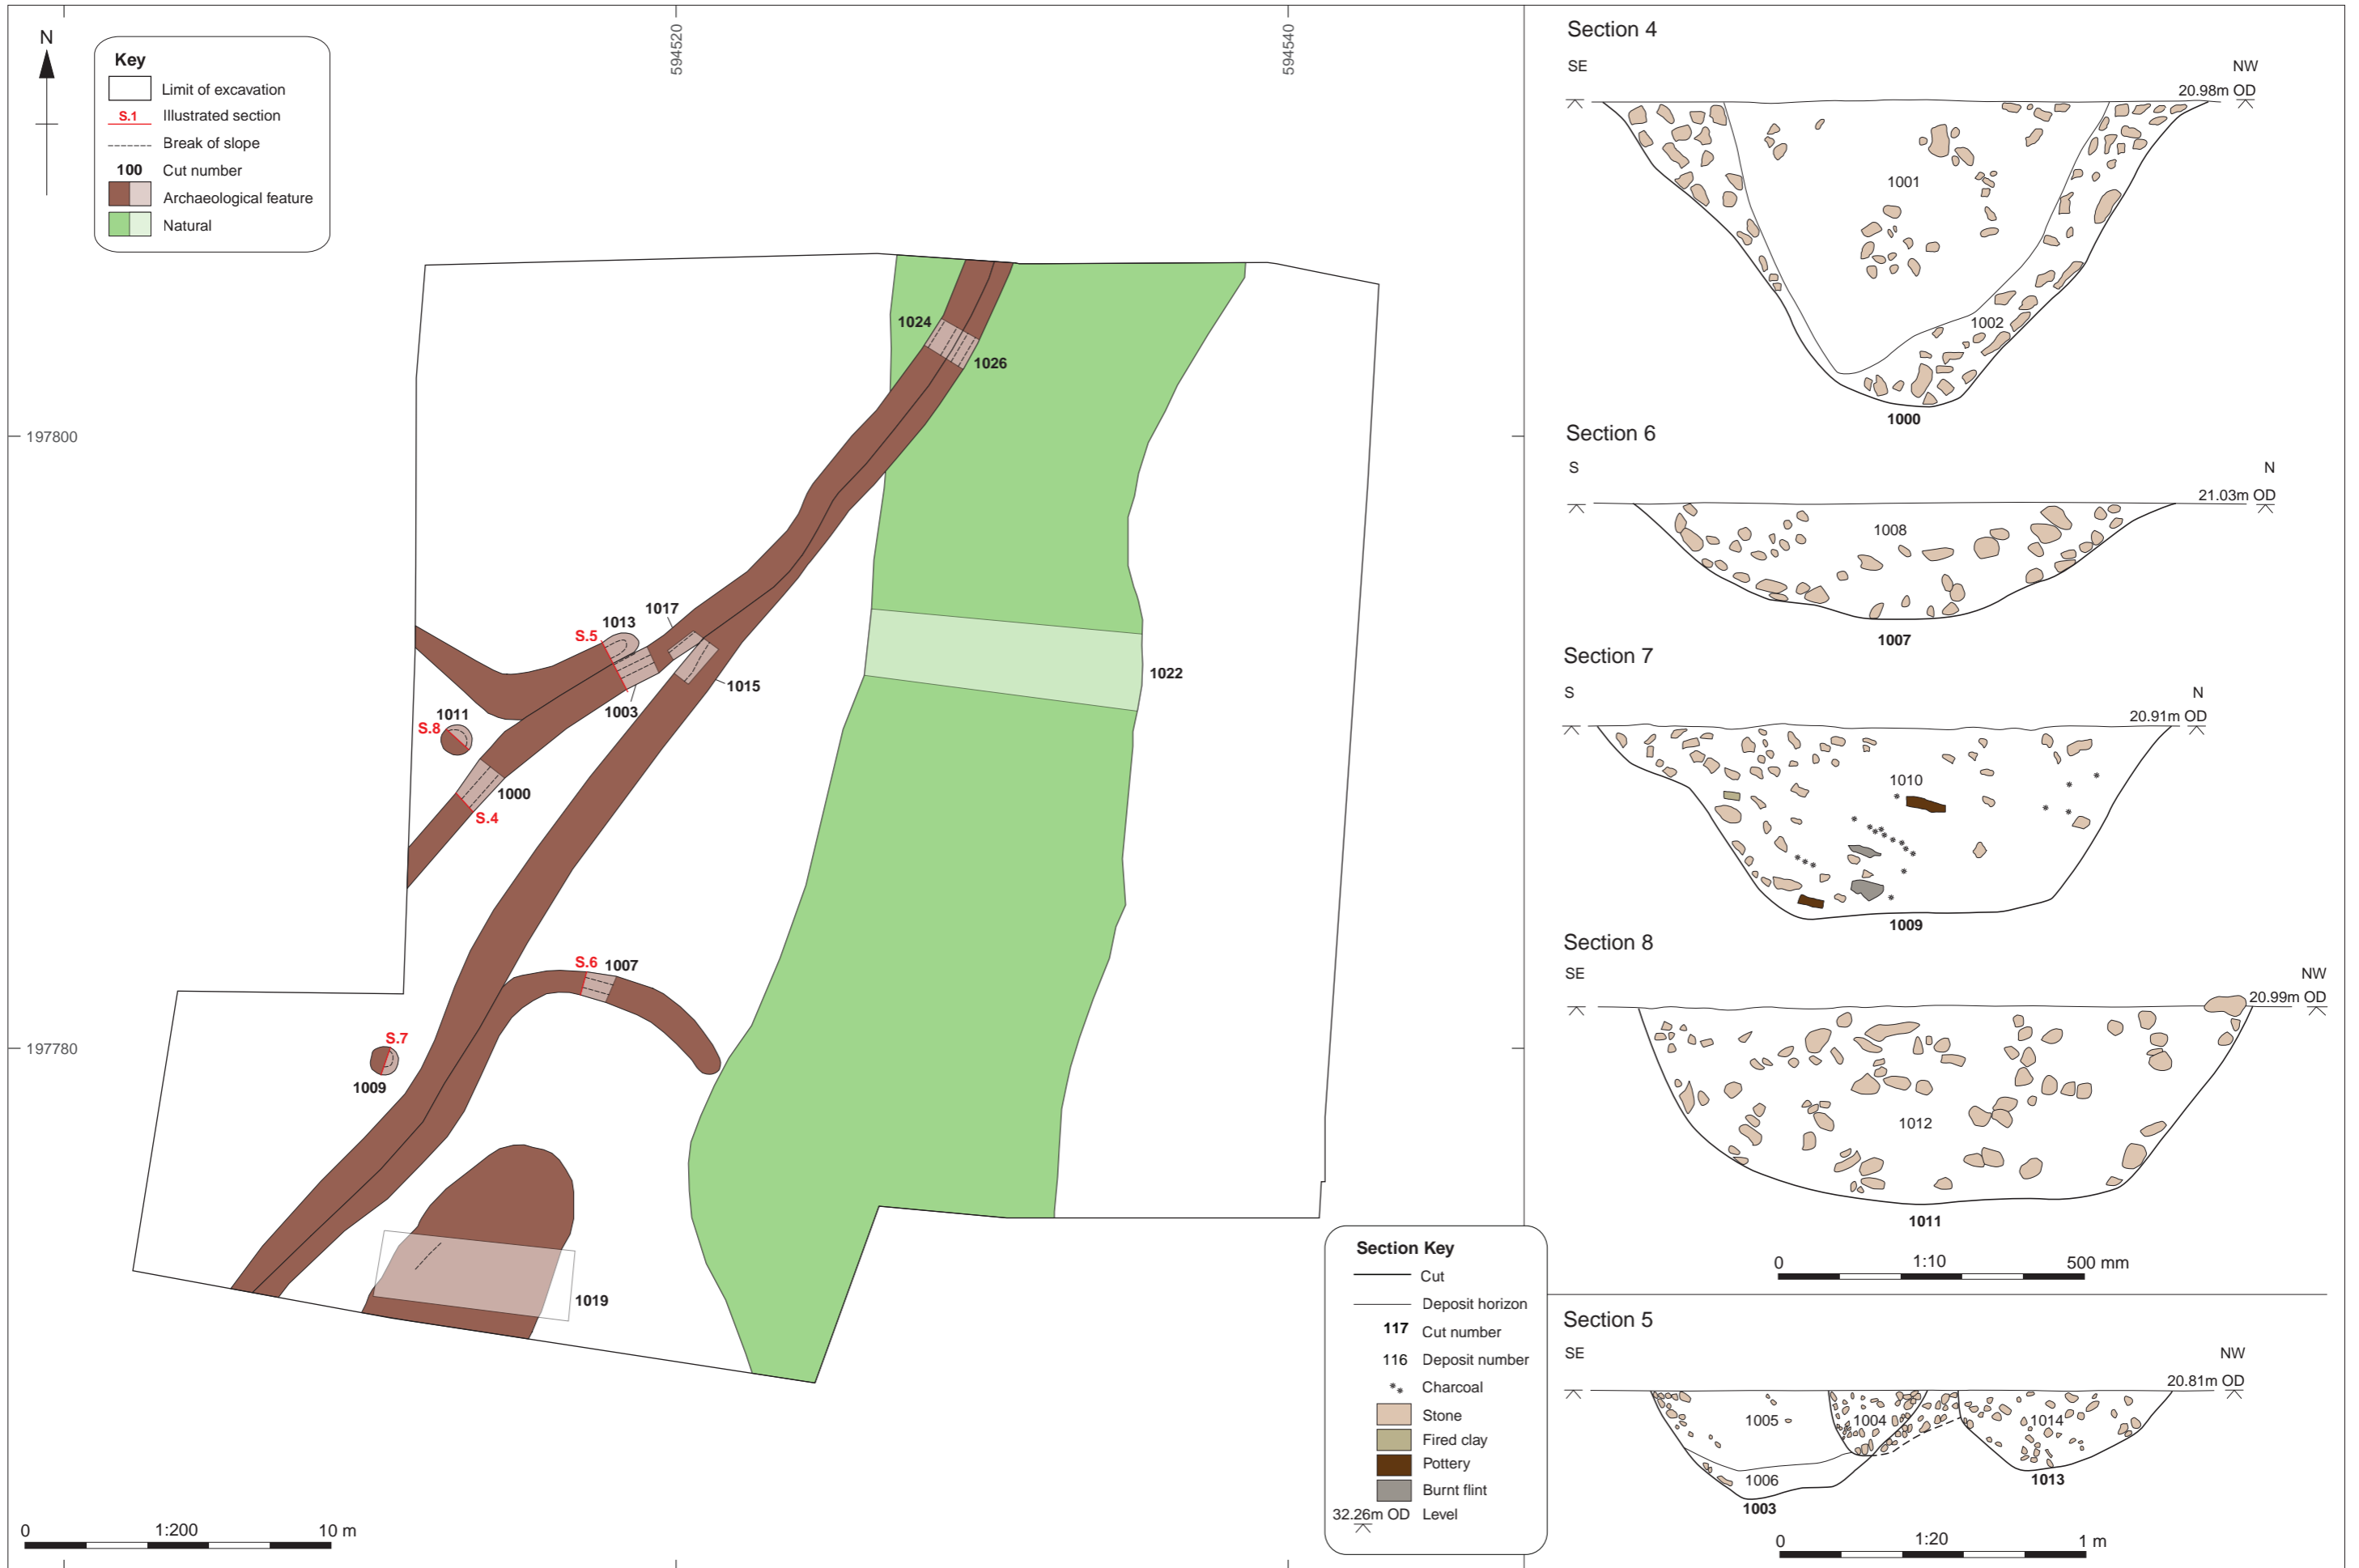 594520
594540
N
Key
Limit of excavation
S.1 Illustrated section
Break of slope
100 Cut number
Archaeological feature
Natural
197800
197780
1024
1026
1017
1013
S.5
1003
1015
1022
1011
S.8
1000
S.4
S.6 1007
S.7
1009
1019
0 1:200 10 m
Section 4
SE NW
20.98m OD
1001
1002
1000
Section 6
S N
21.03m OD
1008
1007
Section 7
S N
20.91m OD
1010
1009
Section 8
SE NW
20.99m OD
1012
1011
0 1:10 500 mm
Section Key
Cut
Deposit horizon
117 Cut number
116 Deposit number
Charcoal
Stone
Fired clay
Pottery
Burnt flint
32.26m OD Level
Section 5
SE NW
20.81m OD
1005 1004 1014
1006
1003
1013
0 1:20 1 m